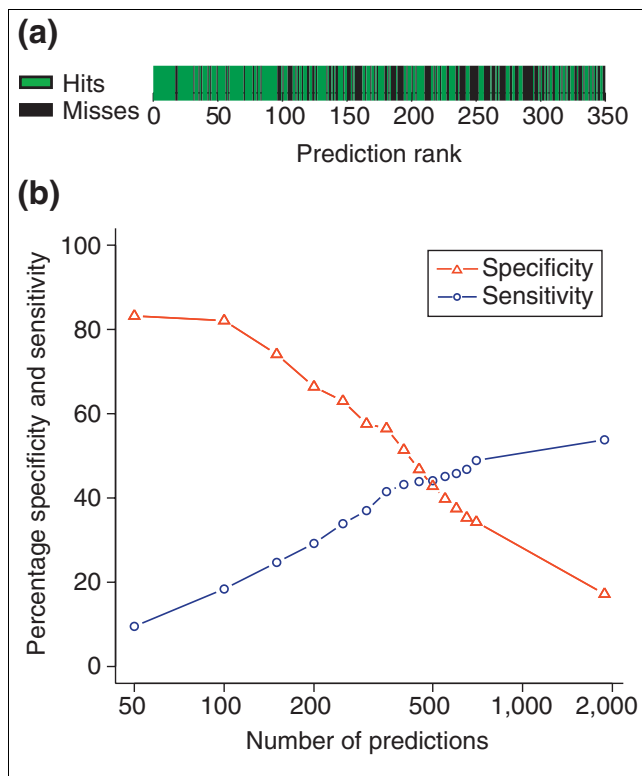 (a)
Hits
Misses
0 50 100 150 200 250 300 350
Prediction rank
(b)
Percentage specificity and sensitivity
100
80
60
40
20
0
Specificity
Sensitivity
50 100 200 500 1,000 2,000
Number of predictions